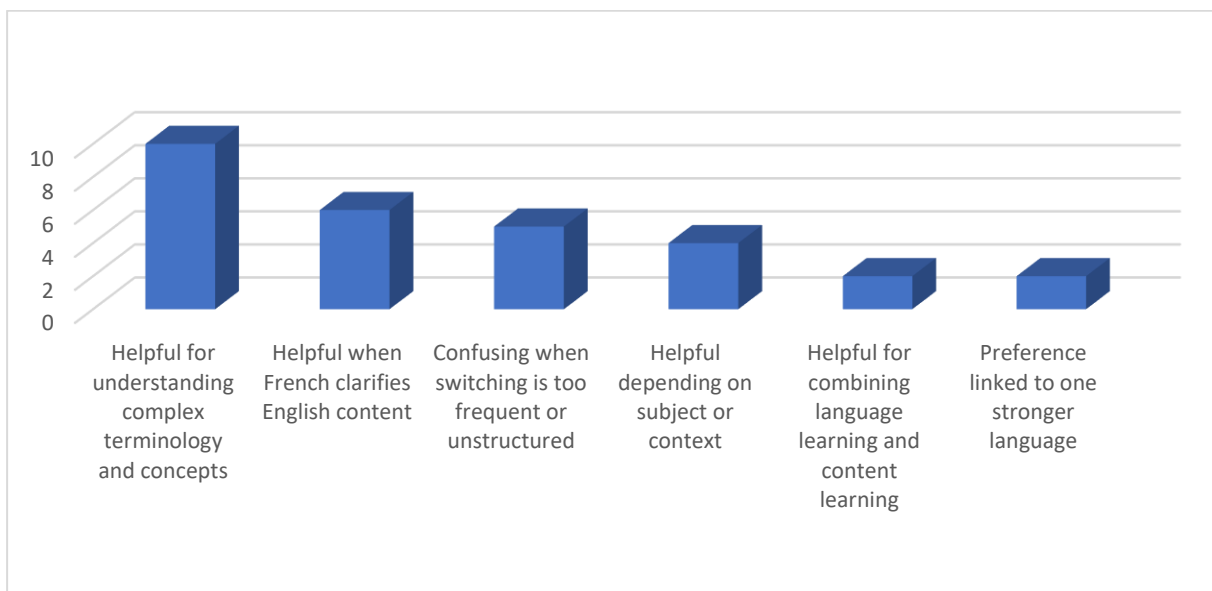 10
8
6
4
2
0
Helpful for
understanding
complex
terminology
and concepts
Helpful when
French clarifies
English content
Confusing when
switching is too
frequent or
unstructured
Helpful
depending on
subject or
context
Helpful for
combining
language
learning and
content
learning
Preference
linked to one
stronger
language